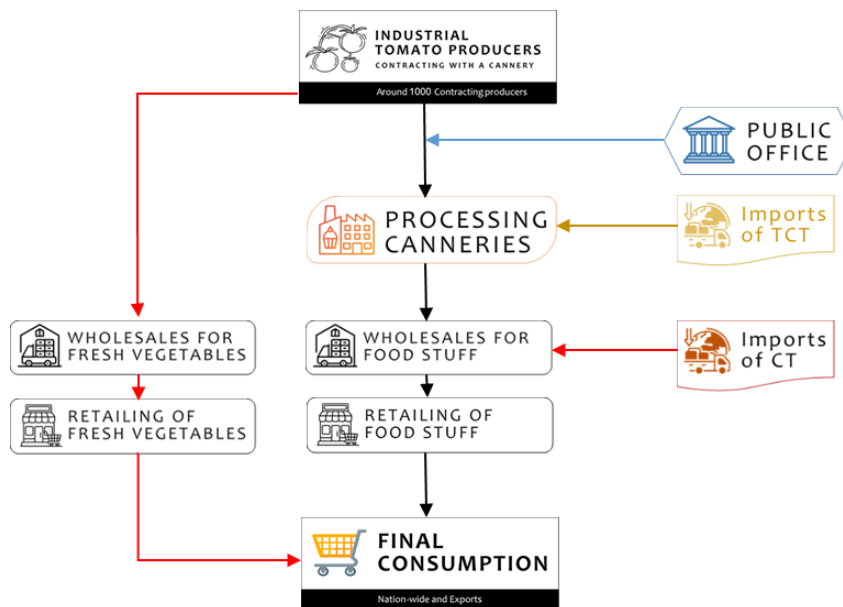 INDUSTRIAL
TOMATO PRODUCERS
CONTRACTING WITH A CANNERY
Around 1000 Contracting producers
PUBLIC
OFFICE
PROCESSING
CANNERIES
Imports
of TCT
WHOLESALES FOR
FRESH VEGETABLES
WHOLESALES FOR
FOOD STUFF
Imports
of CT
RETAILING OF
FRESH VEGETABLES
RETAILING OF
FOOD STUFF
FINAL
CONSUMPTION
Nation-wide and Exports